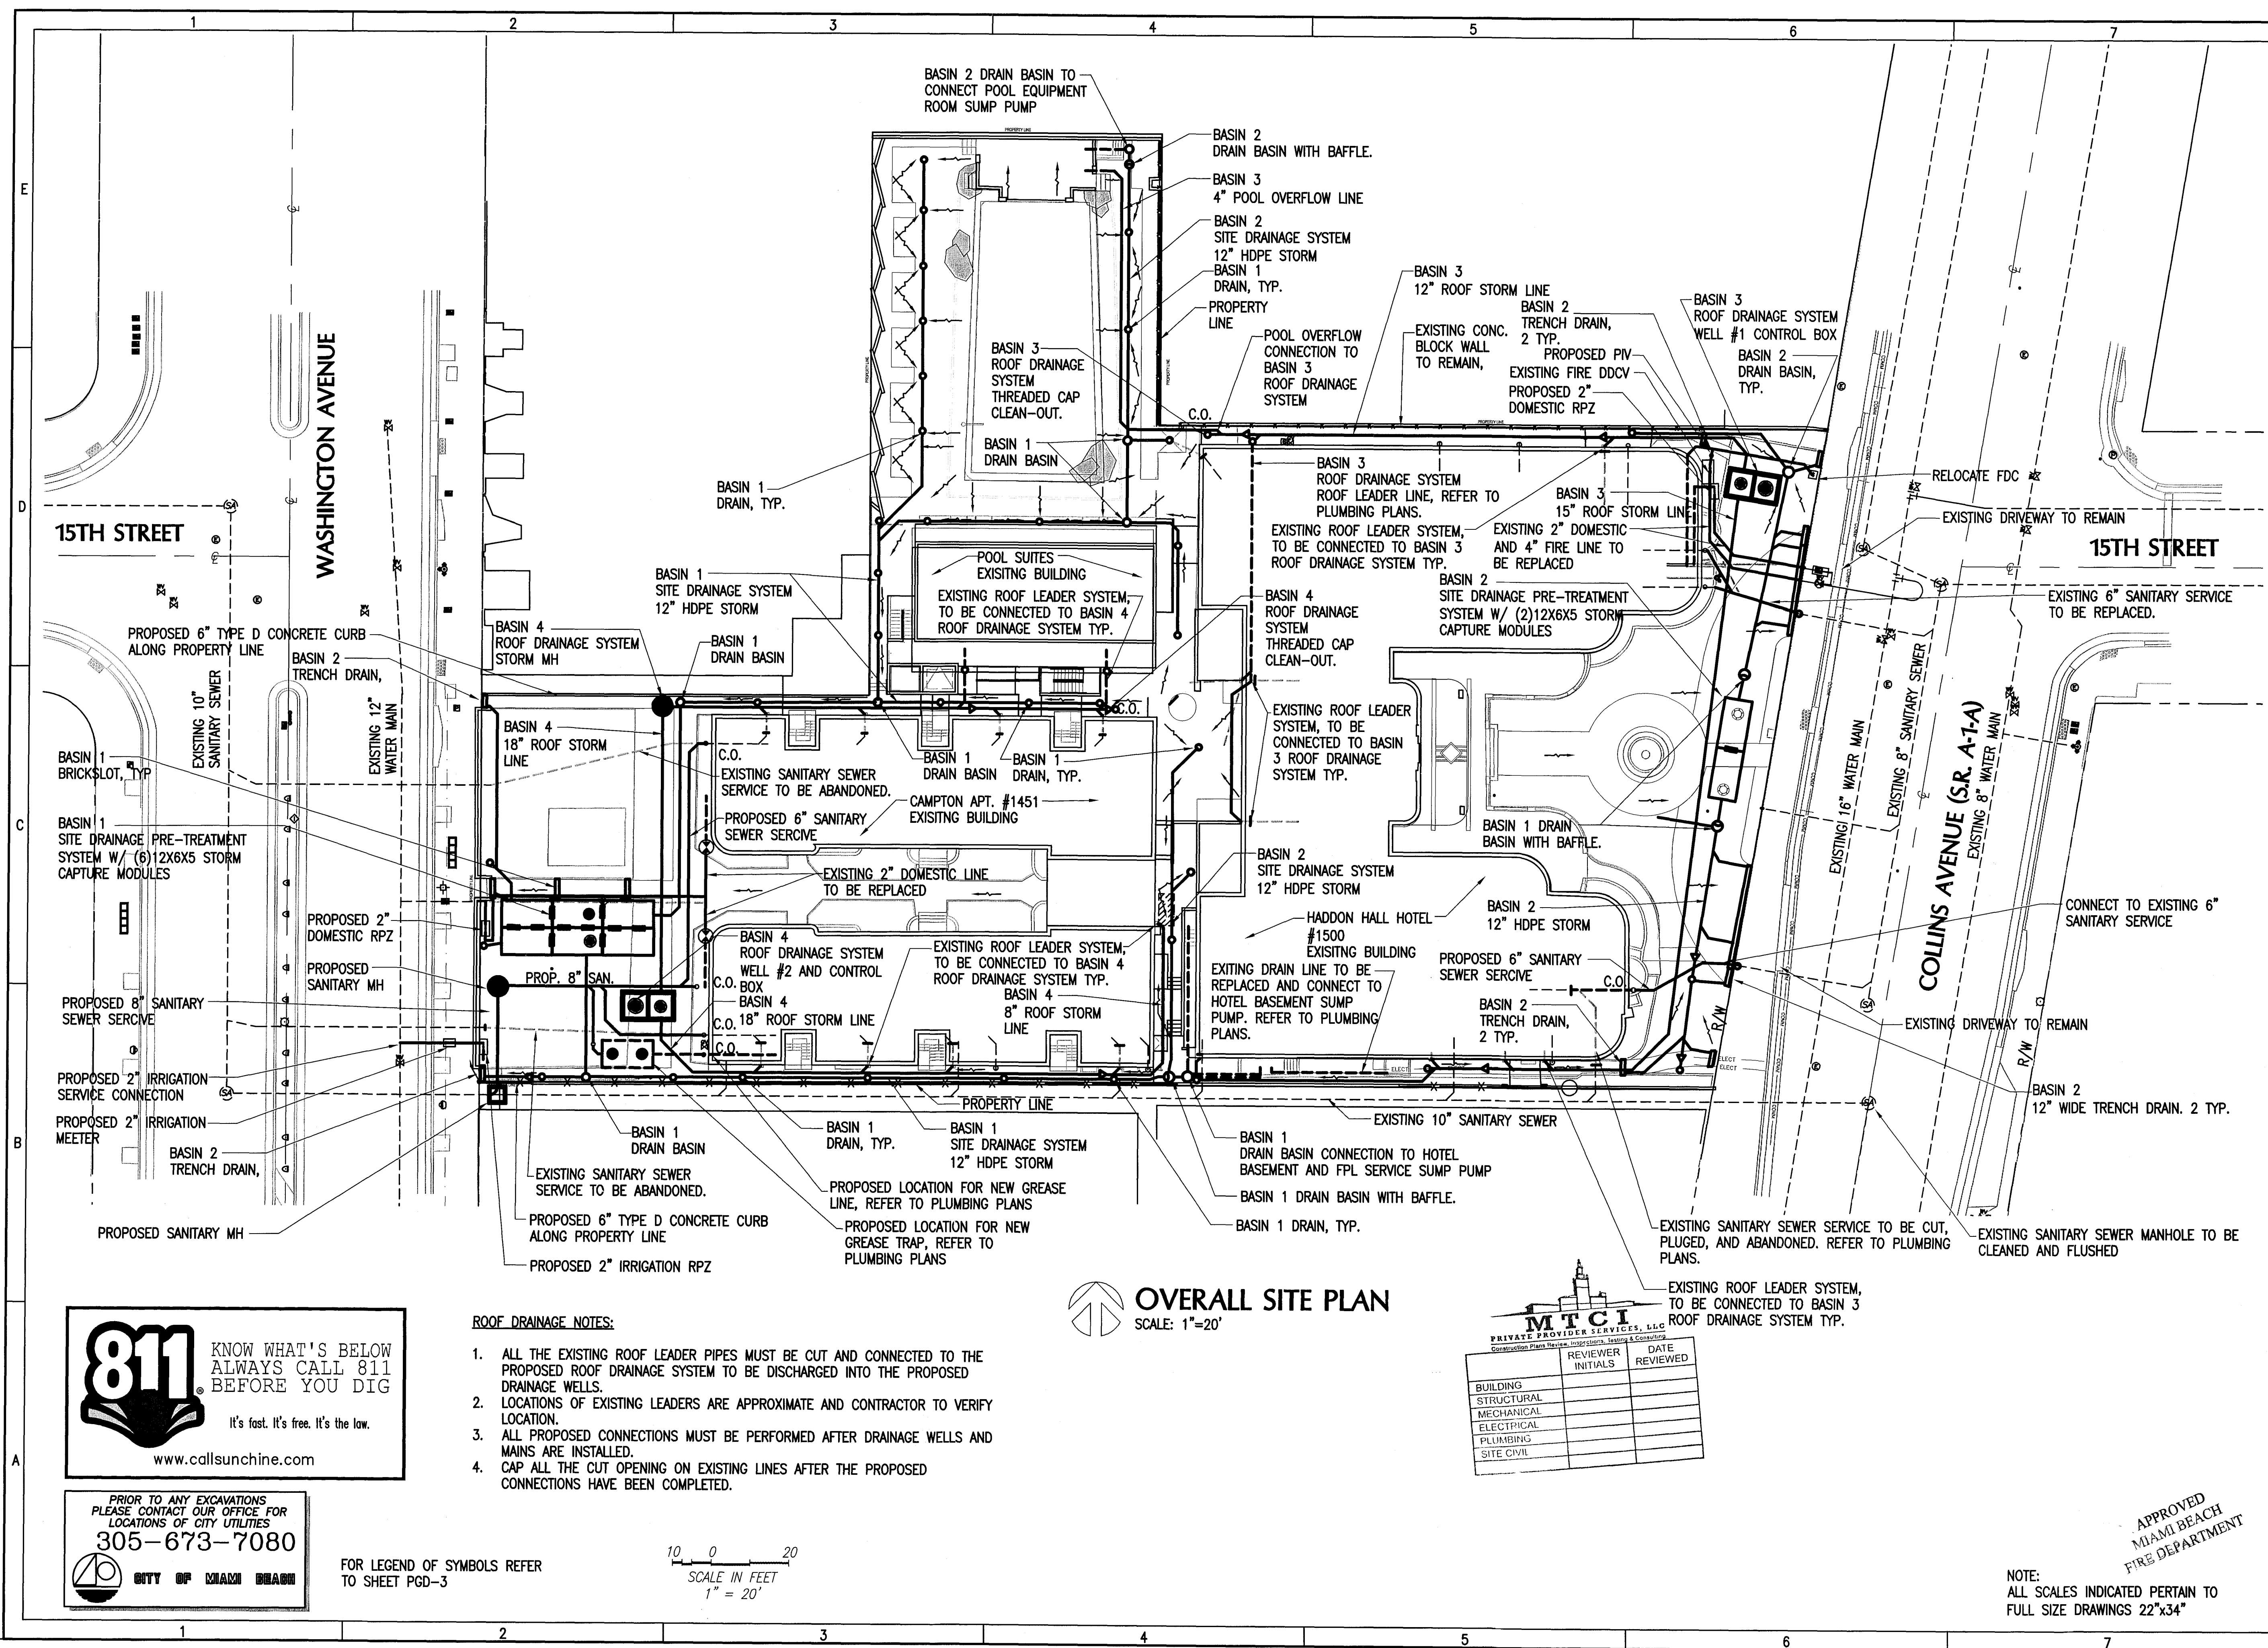 1 2 3 4 5 6 7
E
D
C
B
A
BASIN 2 DRAIN BASIN TO
CONNECT POOL EQUIPMENT
ROOM SUMP PUMP
PROPERTY LINE
BASIN 2
DRAIN BASIN WITH BAFFLE.
BASIN 3
4" POOL OVERFLOW LINE
BASIN 2
SITE DRAINAGE SYSTEM
12" HDPE STORM
BASIN 1
DRAIN, TYP.
PROPERTY
LINE
BASIN 3
12" ROOF STORM LINE
BASIN 2
TRENCH DRAIN,
2 TYP.
BASIN 3
ROOF DRAINAGE SYSTEM
WELL #1 CONTROL BOX
POOL OVERFLOW
CONNECTION TO
BASIN 3
ROOF DRAINAGE
SYSTEM
EXISTING CONC.
BLOCK WALL
TO REMAIN,
PROPOSED PIV
EXISTING FIRE DDCV
PROPOSED 2"
DOMESTIC RPZ
BASIN 2
DRAIN BASIN,
TYP.
BASIN 3
ROOF DRAINAGE
SYSTEM
THREADED CAP
CLEAN-OUT.
PROPERTY LINE
PROPERTY LINE
C.O.
PROPERTY LINE
BASIN 1
DRAIN BASIN
BASIN 1
DRAIN, TYP.
WASHINGTON AVENUE
15TH STREET
BASIN 3
ROOF DRAINAGE SYSTEM
ROOF LEADER LINE, REFER TO
PLUMBING PLANS.
BASIN 3
15" ROOF STORM LINE
RELOCATE FDC
EXISTING DRIVEWAY TO REMAIN
15TH STREET
EXISTING ROOF LEADER SYSTEM,
TO BE CONNECTED TO BASIN 3
ROOF DRAINAGE SYSTEM TYP.
EXISTING 2" DOMESTIC
AND 4" FIRE LINE TO
BE REPLACED
POOL SUITES
EXISITNG BUILDING
EXISTING ROOF LEADER SYSTEM,
TO BE CONNECTED TO BASIN 4
ROOF DRAINAGE SYSTEM TYP.
BASIN 1
SITE DRAINAGE SYSTEM
12" HDPE STORM
BASIN 4
ROOF DRAINAGE
SYSTEM
THREADED CAP
CLEAN-OUT.
BASIN 2
SITE DRAINAGE PRE-TREATMENT
SYSTEM W/ (2)12X6X5 STORM
CAPTURE MODULES
EXISTING 6" SANITARY SERVICE
TO BE REPLACED.
PROPOSED 6" TYPE D CONCRETE CURB
ALONG PROPERTY LINE
BASIN 4
ROOF DRAINAGE SYSTEM
STORM MH
BASIN 1
DRAIN BASIN
BASIN 2
TRENCH DRAIN,
EXISTING 10"
SANITARY SEWER
EXISTING 12"
WATER MAIN
BASIN 4
18" ROOF STORM
LINE
C.O.
C.O.
EXISTING SANITARY SEWER
SERVICE TO BE ABANDONED.
BASIN 1
DRAIN BASIN
BASIN 1
DRAIN, TYP.
EXISTING ROOF LEADER
SYSTEM, TO BE
CONNECTED TO BASIN
3 ROOF DRAINAGE
SYSTEM TYP.
BASIN 1
BRICKSLOT, TYP
PROPOSED 6" SANITARY
SEWER SERCIVE
CAMPTON APT. #1451
EXISITNG BUILDING
BASIN 1 DRAIN
BASIN WITH BAFFLE.
EXISTING 16" WATER MAIN
EXISTING 8" SANITARY SEWER
COLLINS AVENUE (S.R. A-1-A)
EXISTING 8" WATER MAIN
BASIN 1
SITE DRAINAGE PRE-TREATMENT
SYSTEM W/ (6)12X6X5 STORM
CAPTURE MODULES
EXISTING 2" DOMESTIC LINE
TO BE REPLACED
BASIN 2
SITE DRAINAGE SYSTEM
12" HDPE STORM
PROPERTY LINE
PROPOSED 2"
DOMESTIC RPZ
HADDON HALL HOTEL
#1500
EXISITNG BUILDING
BASIN 2
12" HDPE STORM
CONNECT TO EXISTING 6"
SANITARY SERVICE
BASIN 4
ROOF DRAINAGE SYSTEM
WELL #2 AND CONTROL
BOX
EXISTING ROOF LEADER SYSTEM,
TO BE CONNECTED TO BASIN 4
ROOF DRAINAGE SYSTEM TYP.
PROPOSED
SANITARY MH
PROP. 8" SAN.
C.O.
EXITING DRAIN LINE TO BE
REPLACED AND CONNECT TO
HOTEL BASEMENT SUMP
PUMP. REFER TO PLUMBING
PLANS.
PROPOSED 6" SANITARY
SEWER SERCIVE
C.O.
PROPOSED 8" SANITARY
SEWER SERCIVE
BASIN 4
18" ROOF STORM LINE
BASIN 4
8" ROOF STORM
LINE
BASIN 2
TRENCH DRAIN,
2 TYP.
R/W
EXISTING DRIVEWAY TO REMAIN
R/W
C.O.
C.O.
ELECT
ELECT
ELECT
PROPOSED 2" IRRIGATION
SERVICE CONNECTION
PROPOSED 2" IRRIGATION
MEETER
BASIN 2
TRENCH DRAIN,
PROPERTY LINE
EXISTING 10" SANITARY SEWER
BASIN 2
12" WIDE TRENCH DRAIN. 2 TYP.
BASIN 1
DRAIN BASIN
BASIN 1
DRAIN, TYP.
BASIN 1
SITE DRAINAGE SYSTEM
12" HDPE STORM
BASIN 1
DRAIN BASIN CONNECTION TO HOTEL
BASEMENT AND FPL SERVICE SUMP PUMP
EXISTING SANITARY SEWER
SERVICE TO BE ABANDONED.
PROPOSED LOCATION FOR NEW GREASE
LINE, REFER TO PLUMBING PLANS
BASIN 1 DRAIN BASIN WITH BAFFLE.
PROPOSED SANITARY MH
PROPOSED 6" TYPE D CONCRETE CURB
ALONG PROPERTY LINE
PROPOSED LOCATION FOR NEW
GREASE TRAP, REFER TO
PLUMBING PLANS
BASIN 1 DRAIN, TYP.
EXISTING SANITARY SEWER SERVICE TO BE CUT,
PLUGED, AND ABANDONED. REFER TO PLUMBING
PLANS.
EXISTING SANITARY SEWER MANHOLE TO BE
CLEANED AND FLUSHED
PROPOSED 2" IRRIGATION RPZ
EXISTING ROOF LEADER SYSTEM,
TO BE CONNECTED TO BASIN 3
ROOF DRAINAGE SYSTEM TYP.
OVERALL SITE PLAN
SCALE: 1"=20'
811
KNOW WHAT'S BELOW
ALWAYS CALL 811
BEFORE YOU DIG
It's fast. It's free. It's the law.
www.callsunchine.com
PRIOR TO ANY EXCAVATIONS
PLEASE CONTACT OUR OFFICE FOR
LOCATIONS OF CITY UTILITIES
305-673-7080
CITY OF MIAMI BEACH
ROOF DRAINAGE NOTES:
1. ALL THE EXISTING ROOF LEADER PIPES MUST BE CUT AND CONNECTED TO THE
PROPOSED ROOF DRAINAGE SYSTEM TO BE DISCHARGED INTO THE PROPOSED
DRAINAGE WELLS.
2. LOCATIONS OF EXISTING LEADERS ARE APPROXIMATE AND CONTRACTOR TO VERIFY
LOCATION.
3. ALL PROPOSED CONNECTIONS MUST BE PERFORMED AFTER DRAINAGE WELLS AND
MAINS ARE INSTALLED.
4. CAP ALL THE CUT OPENING ON EXISTING LINES AFTER THE PROPOSED
CONNECTIONS HAVE BEEN COMPLETED.
FOR LEGEND OF SYMBOLS REFER
TO SHEET PGD-3
10 0 20
SCALE IN FEET
1" = 20'
MTCI
PRIVATE PROVIDER SERVICES, LLC
Construction Plans Review, Inspections, Testing & Consulting
REVIEWER
INITIALS
DATE
REVIEWED
BUILDING
STRUCTURAL
MECHANICAL
ELECTRICAL
PLUMBING
SITE CIVIL
APPROVED
MIAMI BEACH
FIRE DEPARTMENT
NOTE:
ALL SCALES INDICATED PERTAIN TO
FULL SIZE DRAWINGS 22"x34"
1 2 3 4 5 6 7